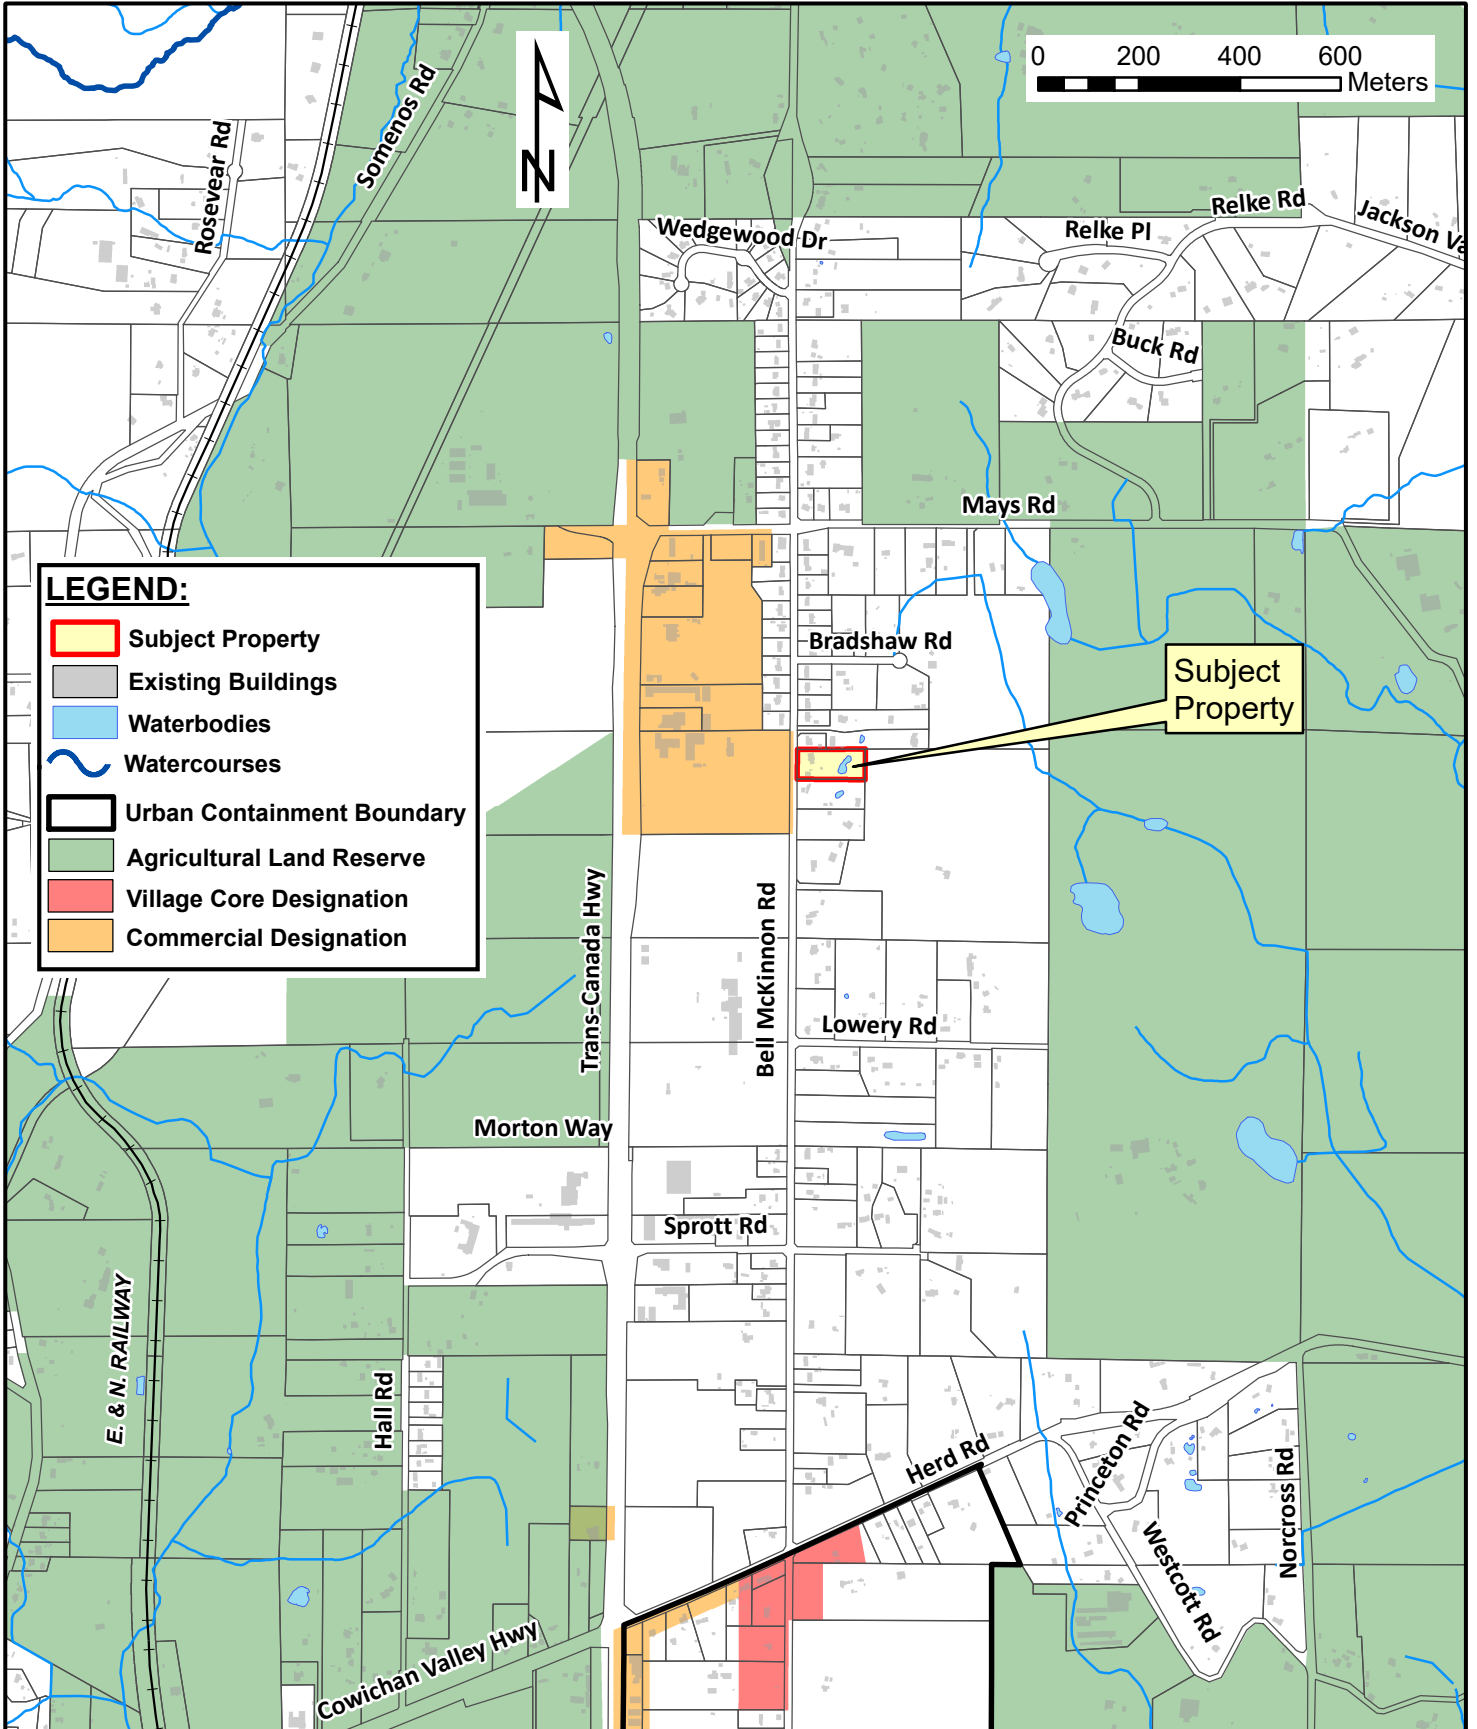 0 200 400 600
Meters
N
Somenos Rd
Rosevear Rd
Wedgewood Dr
Relke Pl
Relke Rd
Jackson Va
Buck Rd
Mays Rd
LEGEND:
Subject Property
Existing Buildings
Waterbodies
Watercourses
Urban Containment Boundary
Agricultural Land Reserve
Village Core Designation
Commercial Designation
Bradshaw Rd
Subject
Property
Trans-Canada Hwy
Bell McKinnon Rd
Lowery Rd
Morton Way
Sprott Rd
E. & N. RAILWAY
Hall Rd
Herd Rd
Princeton Rd
Norcross Rd
Westcott Rd
Cowichan Valley Hwy